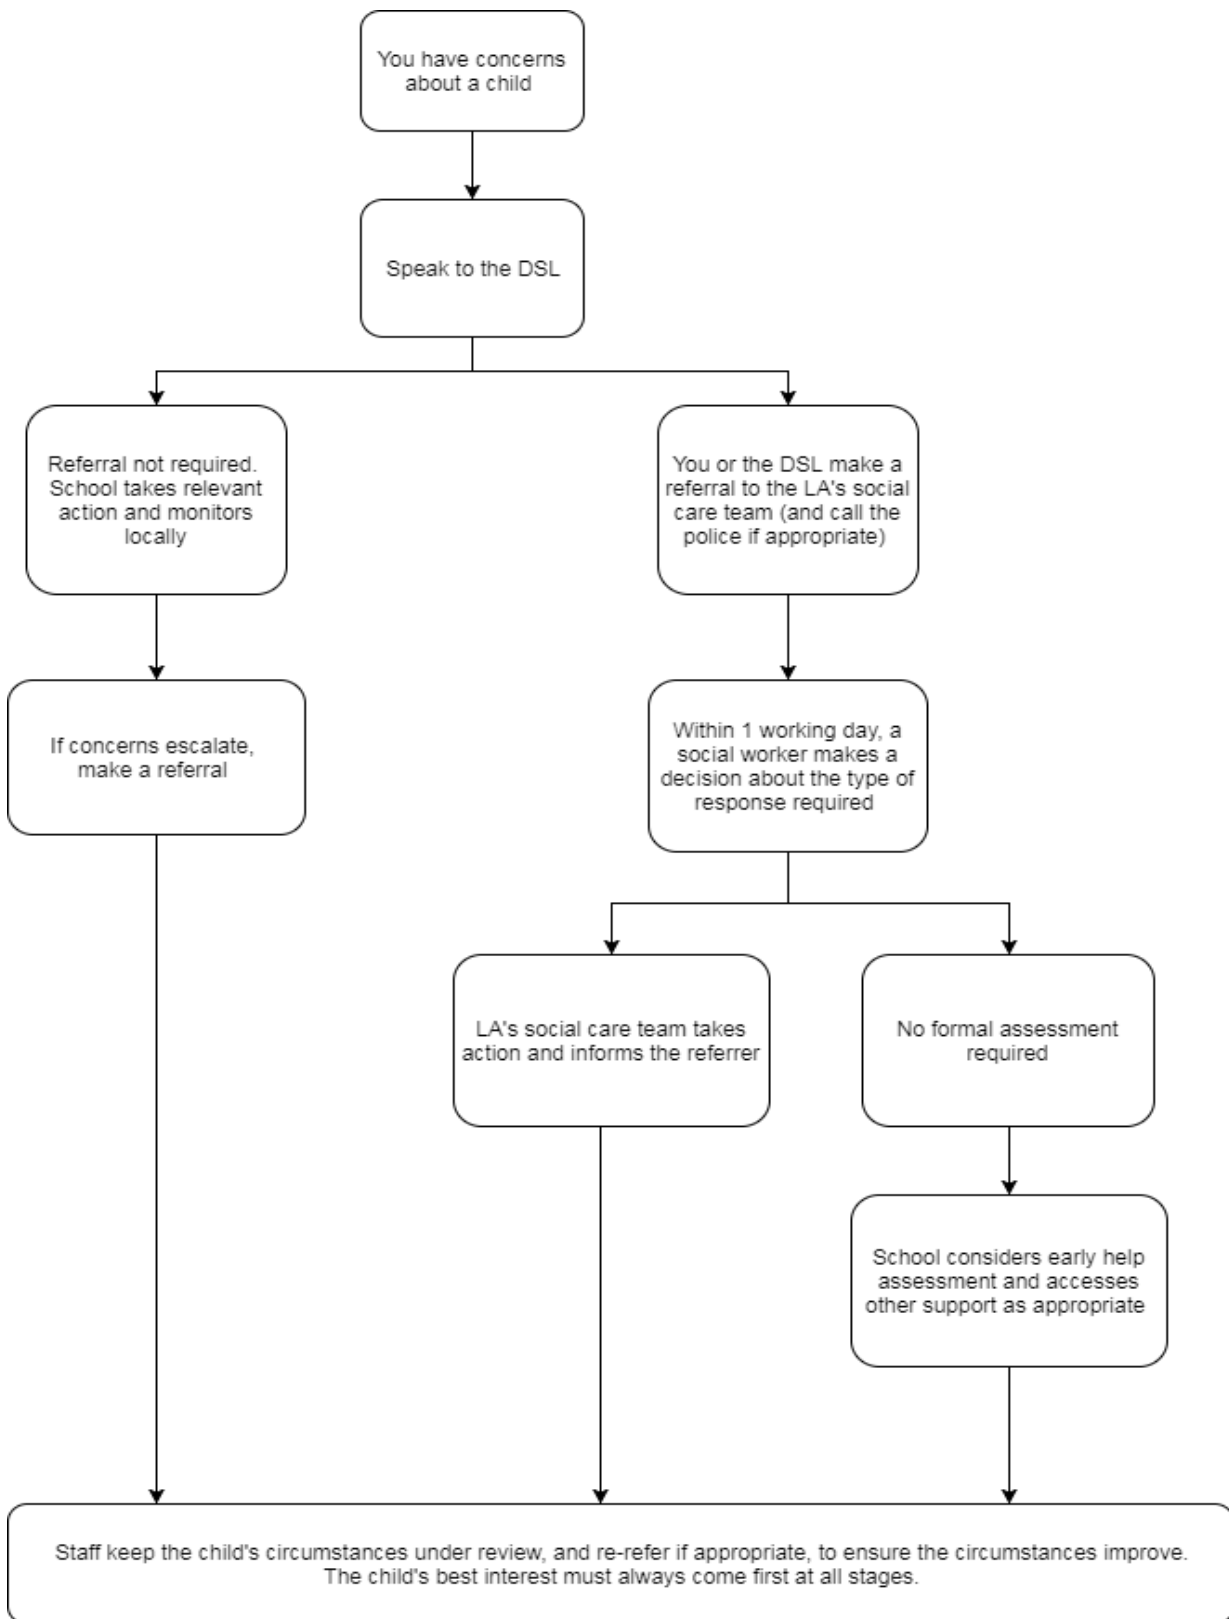 You have concerns
about a child
Speak to the DSL
Referral not required.
School takes relevant
action and monitors
locally
You or the DSL make a
referral to the LA's social
care team (and call the
police if appropriate)
If concerns escalate,
make a referral
Within 1 working day, a
social worker makes a
decision about the type of
response required
LA's social care team takes
action and informs the referrer
No formal assessment
required
School considers early help
assessment and accesses
other support as appropriate
Staff keep the child's circumstances under review, and re-refer if appropriate, to ensure the circumstances improve.
The child's best interest must always come first at all stages.